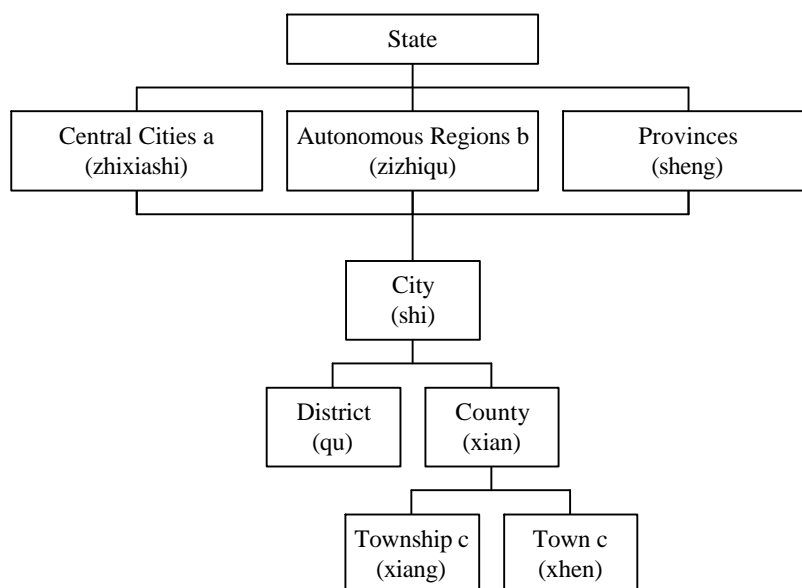 State
Central Cities a
(zhixiashi)
Autonomous Regions b
(zizhiqu)
Provinces
(sheng)
City
(shi)
District
(qu)
County
(xian)
Township c
(xiang)
Town c
(xhen)